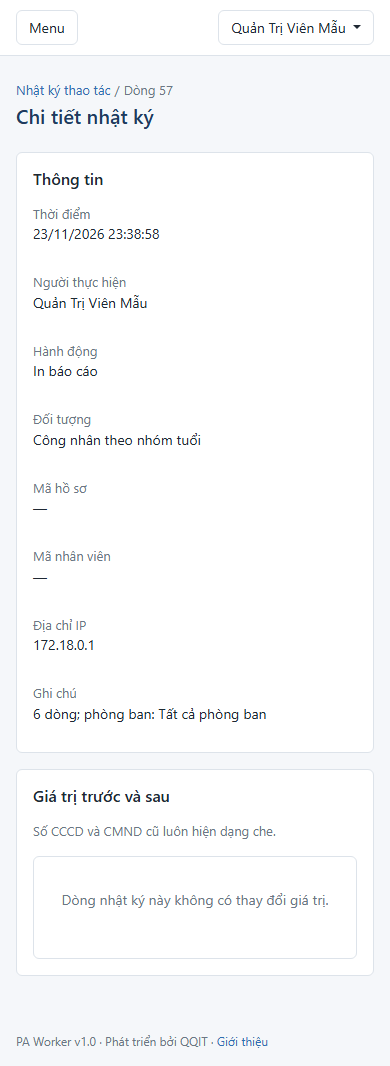 Menu
Quản Trị Viên Mẫu
Nhật ký thao tác / Dòng 57
Chi tiết nhật ký
Thông tin
Thời điểm
23/11/2026 23:38:58
Người thực hiện
Quản Trị Viên Mẫu
Hành động
In báo cáo
Đối tượng
Công nhân theo nhóm tuổi
Mã hồ sơ
—
Mã nhân viên
—
Địa chỉ IP
172.18.0.1
Ghi chú
6 dòng; phòng ban: Tất cả phòng ban
Giá trị trước và sau
Số CCCD và CMND cũ luôn hiện dạng che.
Dòng nhật ký này không có thay đổi giá trị.
PA Worker v1.0 · Phát triển bởi QQIT · Giới thiệu